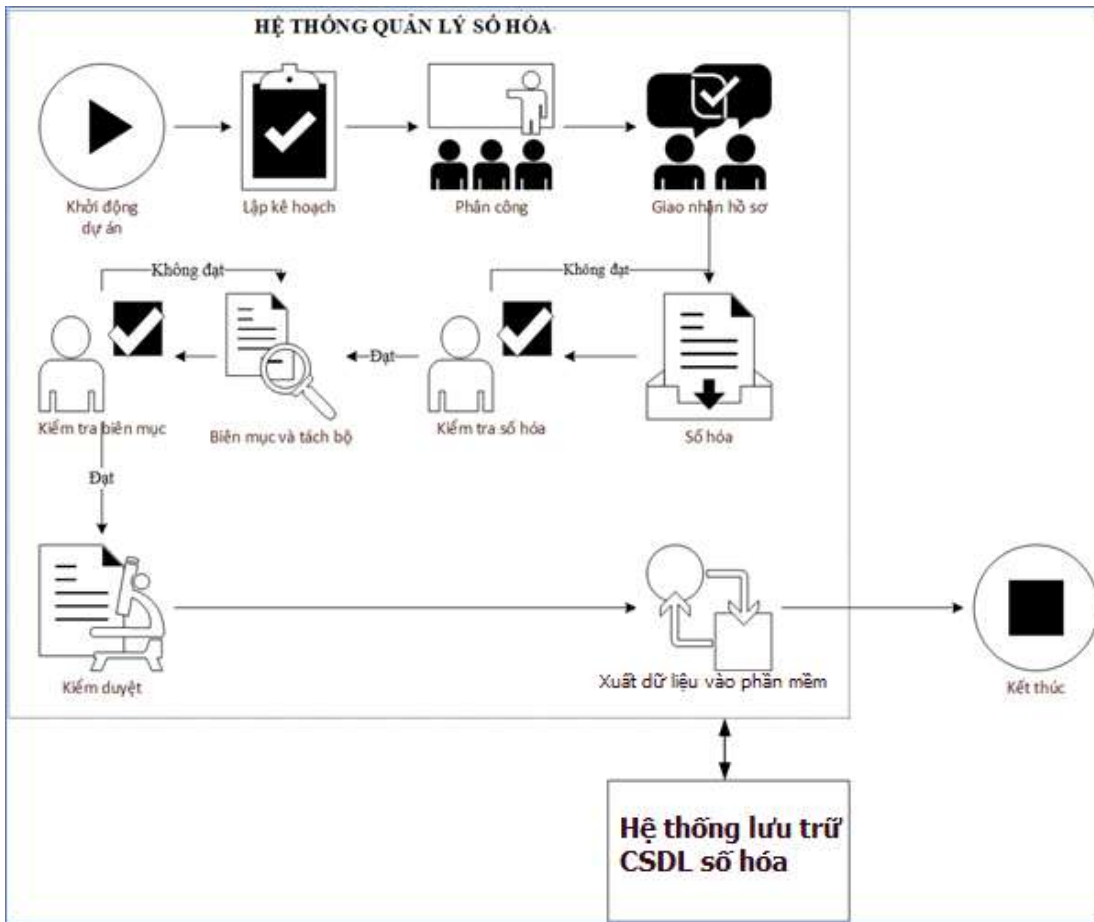 HỆ THỐNG QUẢN LÝ SỐ HÓA
Khởi động
dự án
Lập kê hoạch
Phân công
Giao nhận hồ sơ
Không đạt
Không đạt
Đạt
Kiểm tra biên mục
Biên mục và tách bộ
Kiểm tra số hóa
Số hóa
Đạt
Kiểm duyệt
Xuất dữ liệu vào phần mềm
Kết thúc
Hệ thống lưu trữ
CSDL số hóa